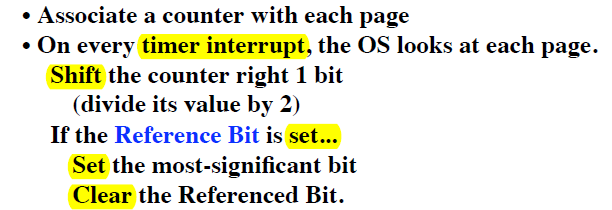 • Associate a counter with each page
• On every timer interrupt, the OS looks at each page.
Shift the counter right 1 bit
(divide its value by 2)
If the Reference Bit is set...
Set the most-significant bit
Clear the Referenced Bit.